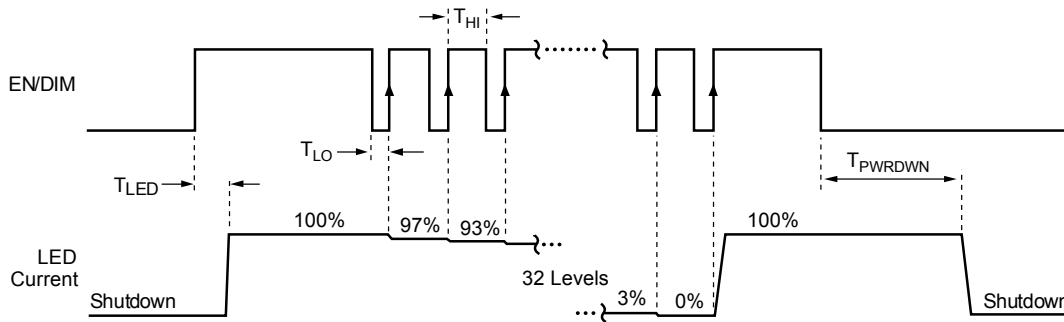 T_HI
EN/DIM
T_LO
T_LED
T_PWRDWN
100%
97%
93%
100%
LED
Current
32 Levels
3%
0%
Shutdown
Shutdown